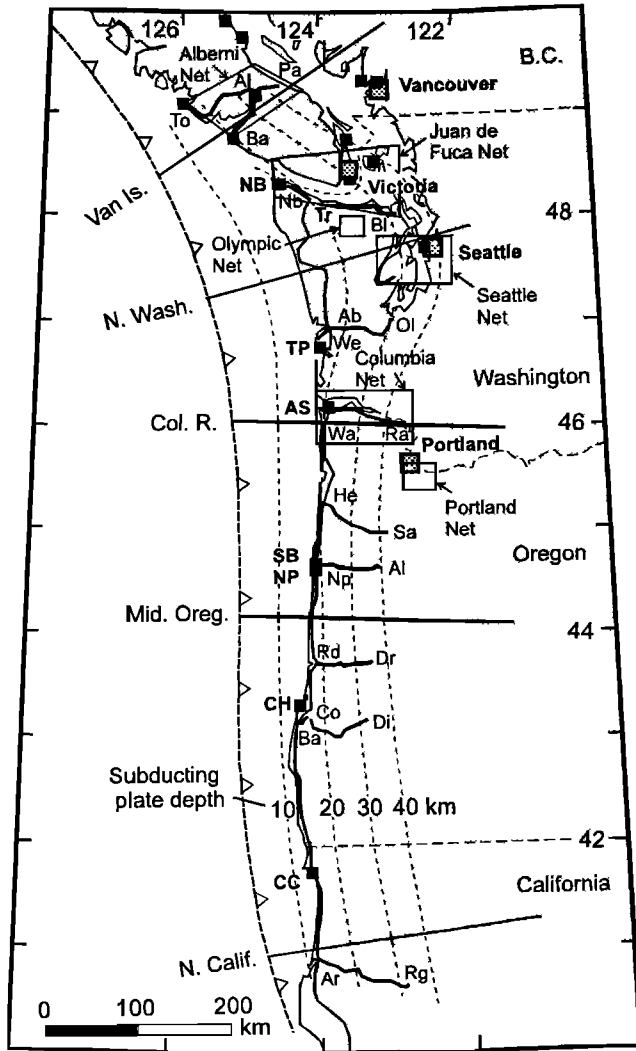 126
124
122
Alberni
Net
Pa
B.C.
Al
Vancouver
To
Ba
Juan de
Fuca Net
Van Is.
NB
Nb
Victoria
Tr
Bl
48
Olympic
Net
Seattle
N. Wash.
Seattle
Net
Ab
Ol
TP
We
Columbia
Net
Washington
AS
Col. R.
46
Wa
Ra
Portland
He
Portland
Net
Sa
SB
NP
Np
Al
Oregon
Mid. Oreg.
44
Rd
Dr
CH
Co
Ba
Di
Subducting
plate depth
10
20
30
40 km
42
CC
California
N. Calif.
Ar
Rg
0
100
200
km